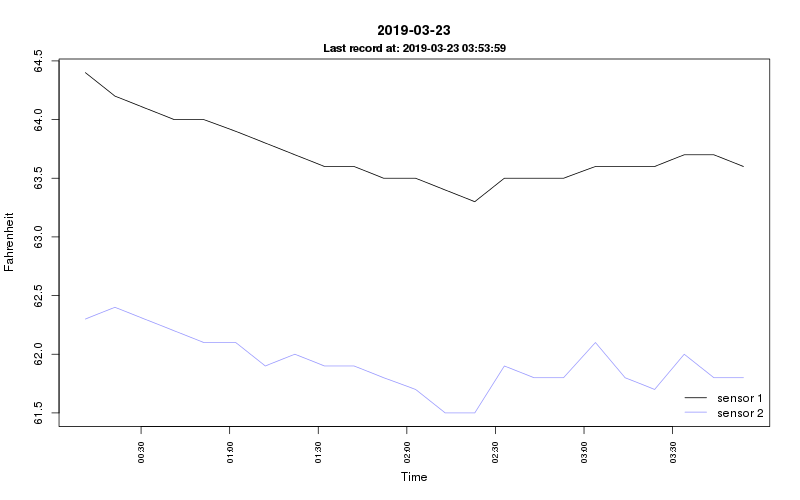 2019-03-23
Last record at: 2019-03-23 03:53:59
64.5
64.0
63.5
63.0
62.5
62.0
61.5
Fahrenheit
sensor 1
sensor 2
00:30 01:00 01:30 02:00 02:30 03:00 03:30
Time